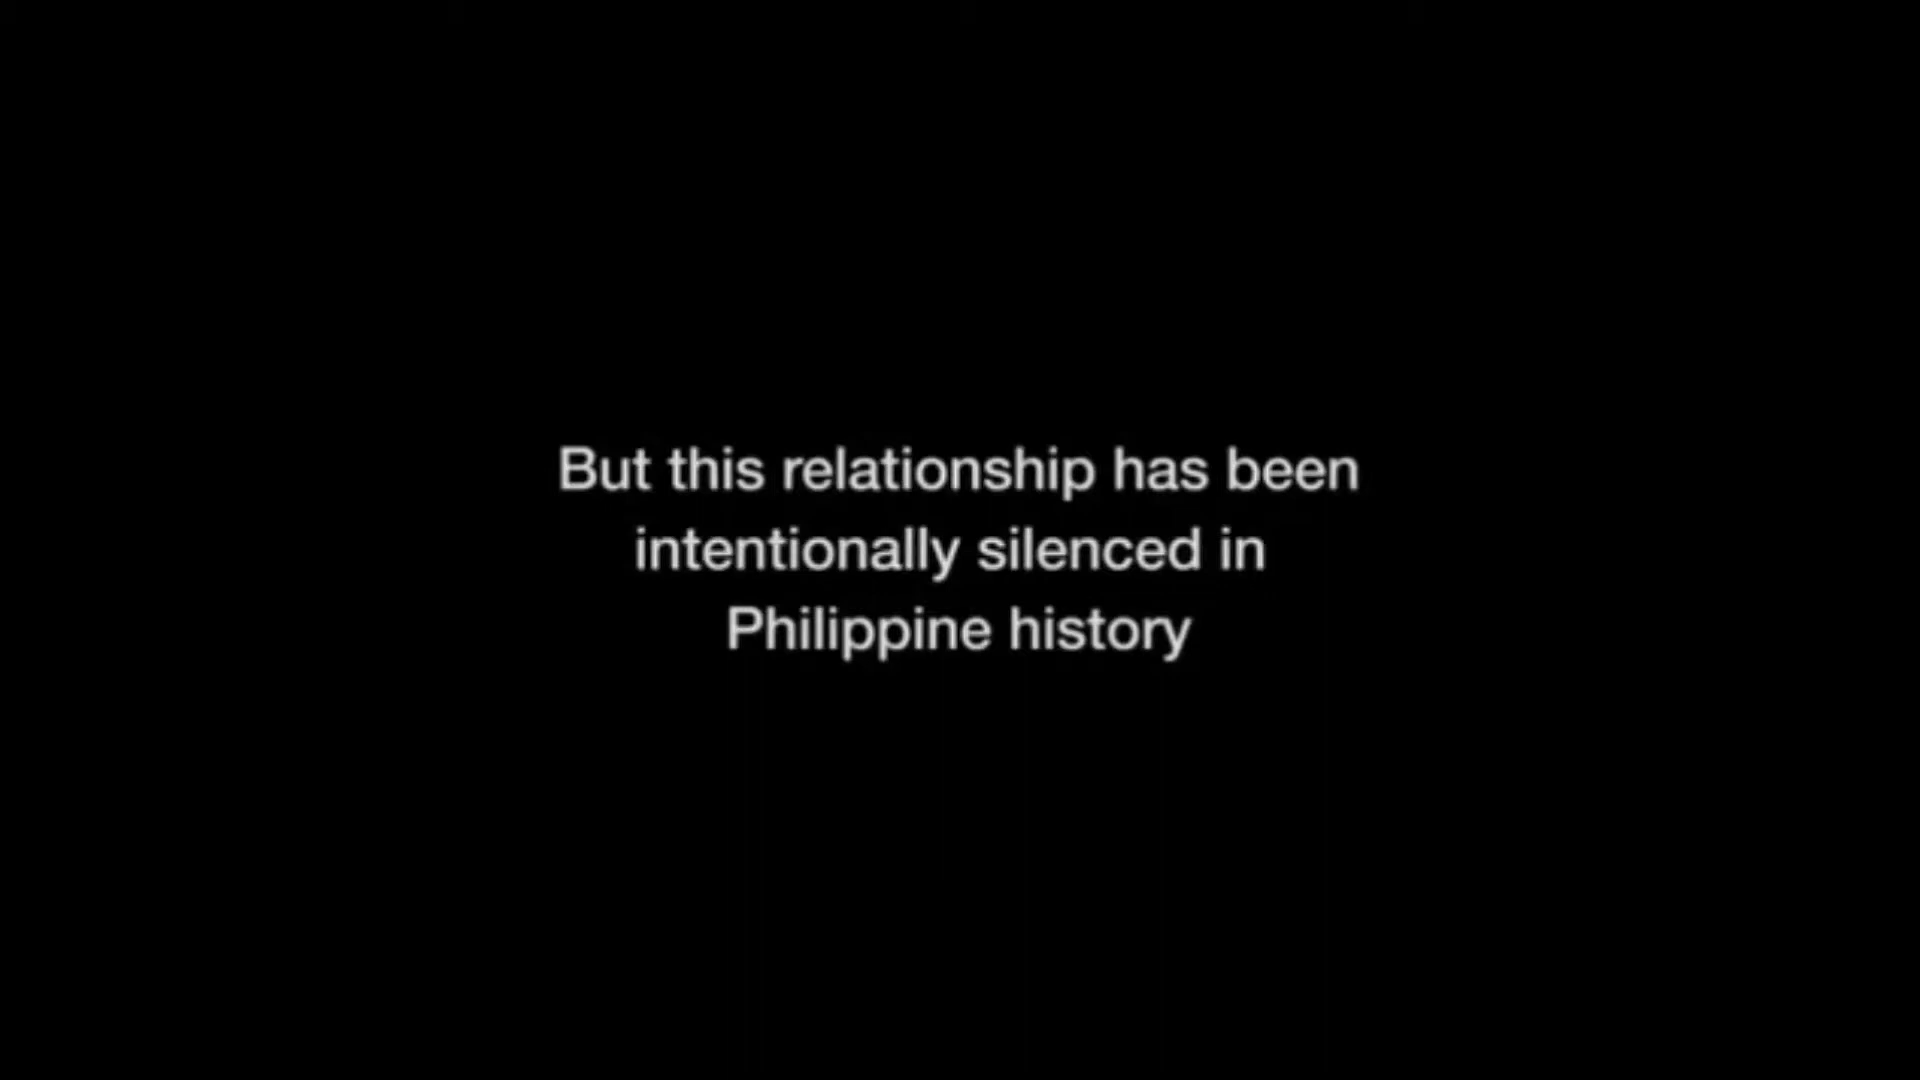 But this relationship has been
intentionally silenced in
Philippine history